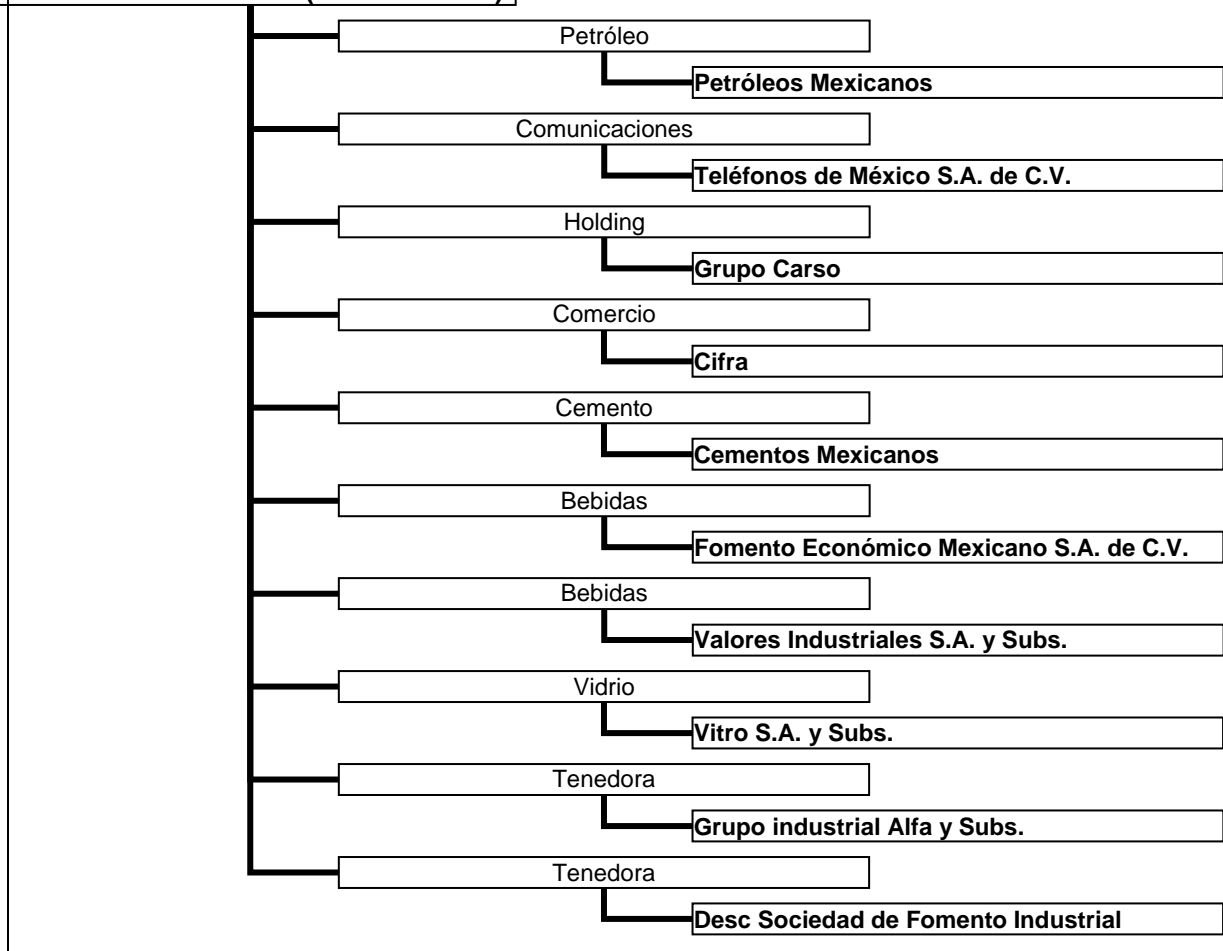 Petróleo
Petróleos Mexicanos
Comunicaciones
Teléfonos de México S.A. de C.V.
Holding
Grupo Carso
Comercio
Cifra
Cemento
Cementos Mexicanos
Bebidas
Fomento Económico Mexicano S.A. de C.V.
Bebidas
Valores Industriales S.A. y Subs.
Vidrio
Vitro S.A. y Subs.
Tenedora
Grupo industrial Alfa y Subs.
Tenedora
Desc Sociedad de Fomento Industrial